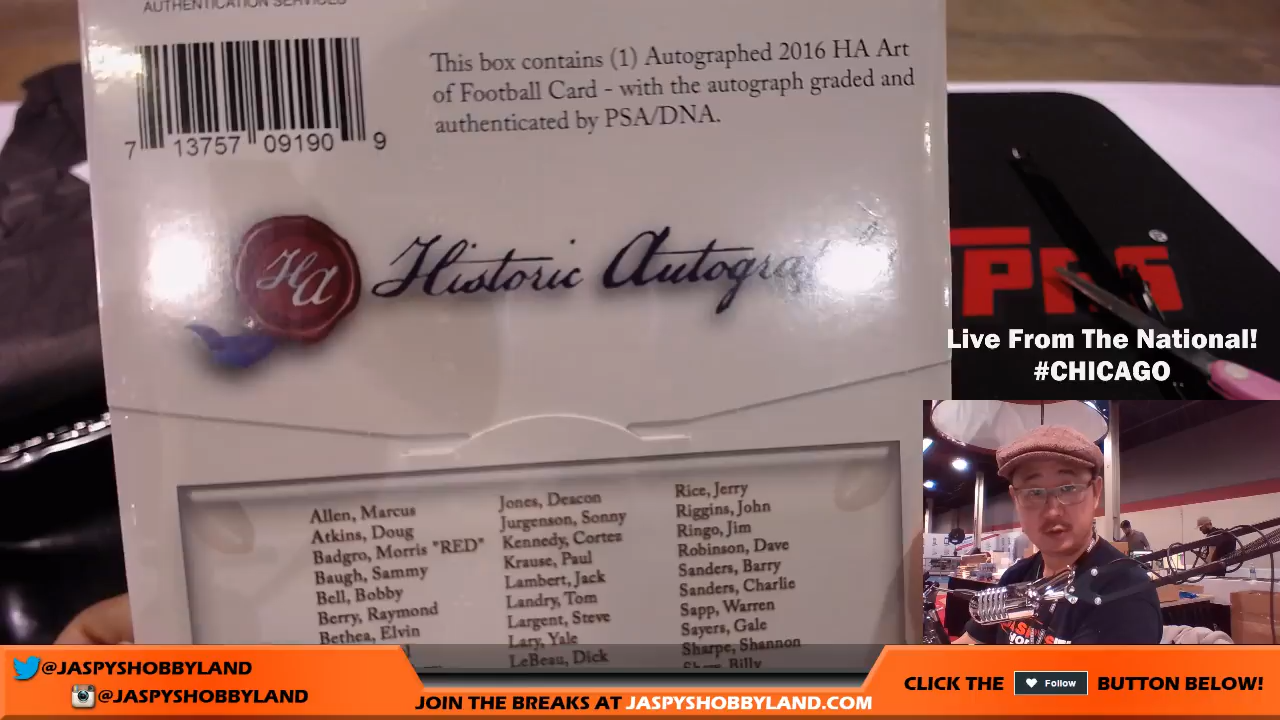 AUTHENTICATION SERVICES
7 13757 09190 9
This box contains (1) Autographed 2016 HA Art
of Football Card - with the autograph graded and
authenticated by PSA/DNA.
HA
Historic
Live From The National!
#CHICAGO
Allen, Marcus
Atkins, Doug
Badgro, Morris *RED*
Baugh, Sammy
Bell, Bobby
Berry, Raymond
Bethea, Elvin
Jones, Deacon
Jurgenson, Sonny
Kennedy, Cortez
Krause, Paul
Lambert, Jack
Landry, Tom
Largent, Steve
Lary, Yale
LeBeau, Dick
Rice, Jerry
Riggins, John
Ringo, Jim
Robinson, Dave
Sanders, Barry
Sanders, Charlie
Sapp, Warren
Sayers, Gale
Sharpe, Shannon
@JASPYSHOBBYLAND
@JASPYSHOBBYLAND
JOIN THE BREAKS AT JASPYSHOBBYLAND.COM
CLICK THE Follow BUTTON BELOW!